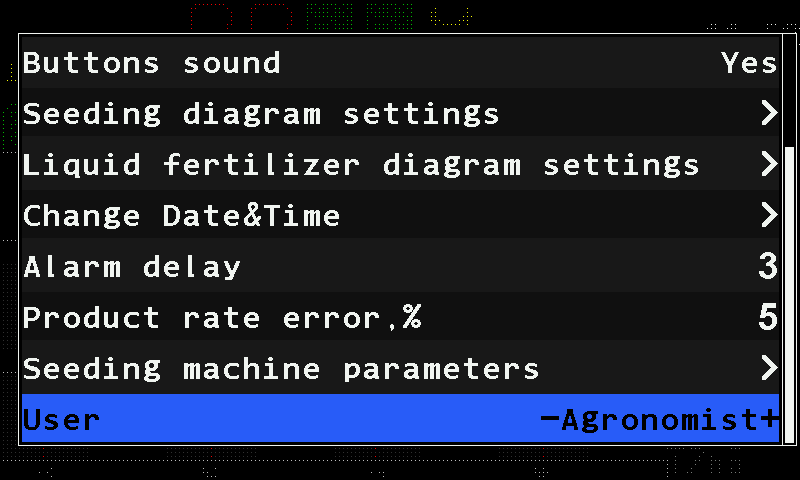 Buttons sound Yes
Seeding diagram settings >
Liquid fertilizer diagram settings >
Change Date&Time >
Alarm delay 3
Product rate error,% 5
Seeding machine parameters >
User −Agronomist+